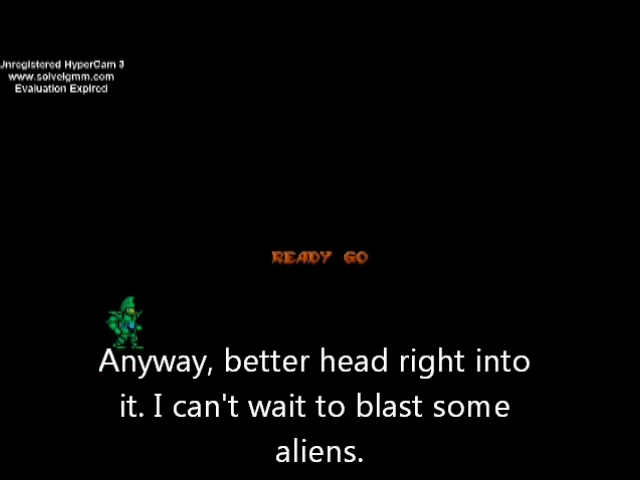 Unregistered HyperCam 3
www.solveigmm.com
Evaluation Expired
READY GO
Anyway, better head right into
it. I can't wait to blast some
aliens.